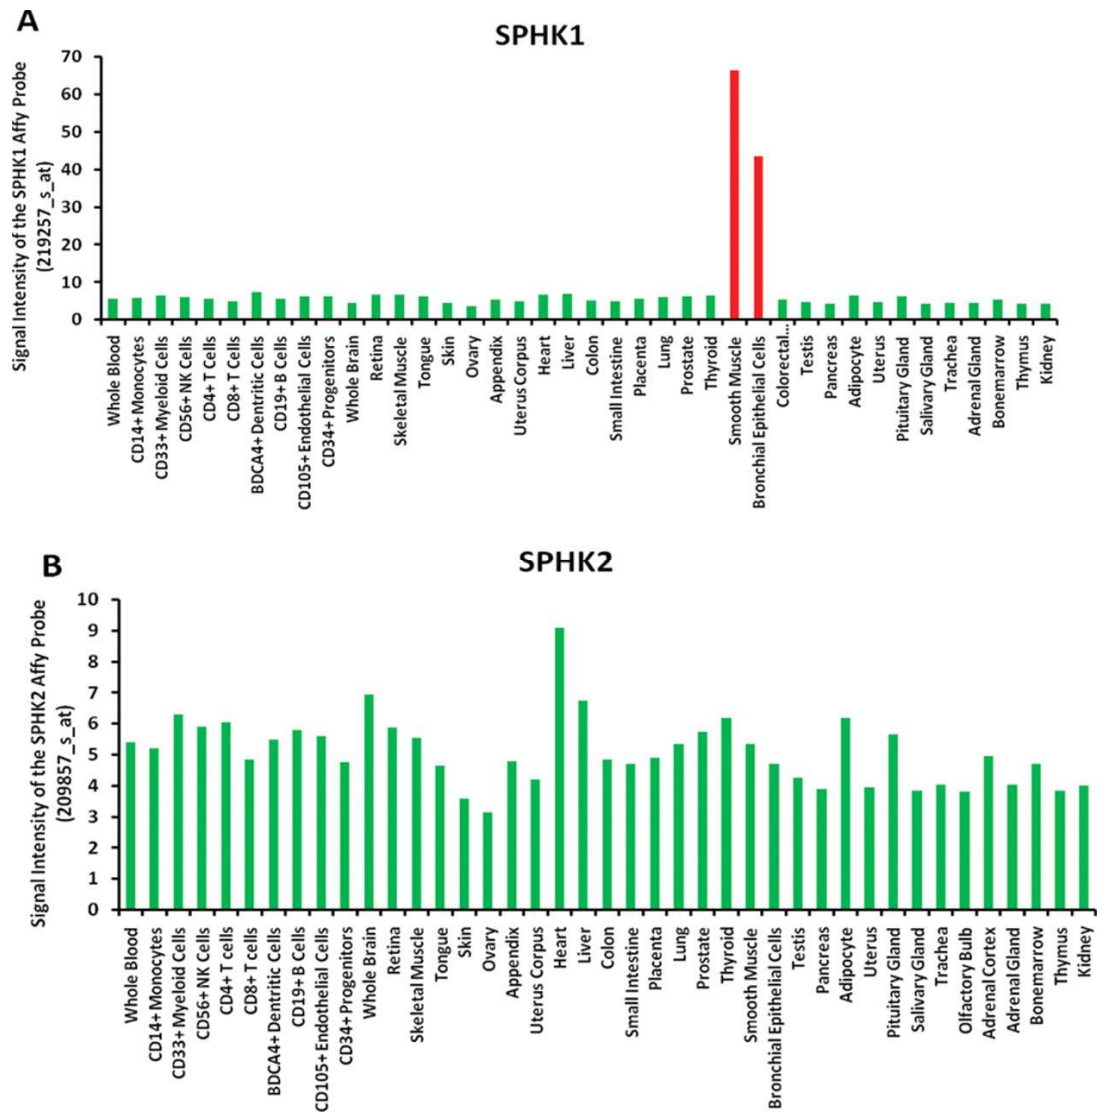 A
SPHK1
Signal Intensity of the SPHK1 Affy Probe
(219257_s_at)
70
60
50
40
30
20
10
0
Whole Blood
CD14+ Monocytes
CD33+ Myeloid Cells
CD56+ NK Cells
CD4+ T Cells
CD8+ T Cells
BDCA4+ Dentritic Cells
CD19+ B Cells
CD105+ Endothelial Cells
CD34+ Progenitors
Whole Brain
Retina
Skeletal Muscle
Tongue
Skin
Ovary
Appendix
Uterus Corpus
Heart
Liver
Colon
Small Intestine
Placenta
Lung
Prostate
Thyroid
Smooth Muscle
Bronchial Epithelial Cells
Colorectal...
Testis
Pancreas
Adipocyte
Uterus
Pituitary Gland
Salivary Gland
Trachea
Adrenal Gland
Bonemarrow
Thymus
Kidney
B
SPHK2
Signal Intensity of the SPHK2 Affy Probe
(209857_s_at)
10
9
8
7
6
5
4
3
2
1
0
Whole Blood
CD14+ Monocytes
CD33+ Myeloid Cells
CD56+ NK Cells
CD4+ T cells
CD8+ T Cells
BDCA4+ Dentritic Cells
CD19+ B Cells
CD105+ Endothelial Cells
CD34+ Progenitors
Whole Brain
Retina
Skeletal Muscle
Tongue
Skin
Ovary
Appendix
Uterus Corpus
Heart
Liver
Colon
Small Intestine
Placenta
Lung
Prostate
Thyroid
Smooth Muscle
Bronchial Epithelial Cells
Testis
Pancreas
Adipocyte
Uterus
Pituitary Gland
Salivary Gland
Trachea
Olfactory Bulb
Adrenal Cortex
Adrenal Gland
Bonemarrow
Thymus
Kidney